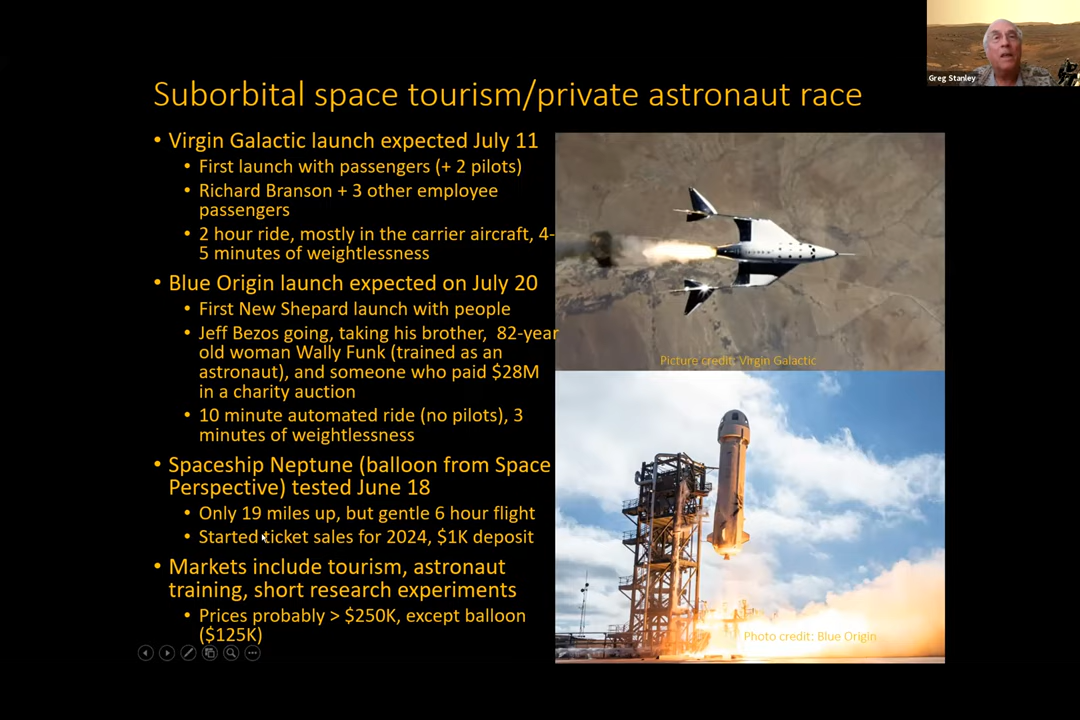 Greg Stanley
Suborbital space tourism/private astronaut race
• Virgin Galactic launch expected July 11
• First launch with passengers (+ 2 pilots)
• Richard Branson + 3 other employee
passengers
• 2 hour ride, mostly in the carrier aircraft, 4-
5 minutes of weightlessness
• Blue Origin launch expected on July 20
• First New Shepard launch with people
• Jeff Bezos going, taking his brother, 82-year
old woman Wally Funk (trained as an
astronaut), and someone who paid $28M
in a charity auction
• 10 minute automated ride (no pilots), 3
minutes of weightlessness
• Spaceship Neptune (balloon from Space
Perspective) tested June 18
• Only 19 miles up, but gentle 6 hour flight
• Started ticket sales for 2024, $1K deposit
• Markets include tourism, astronaut
training, short research experiments
• Prices probably > $250K, except balloon
($125K)
Picture credit: Virgin Galactic
Photo credit: Blue Origin